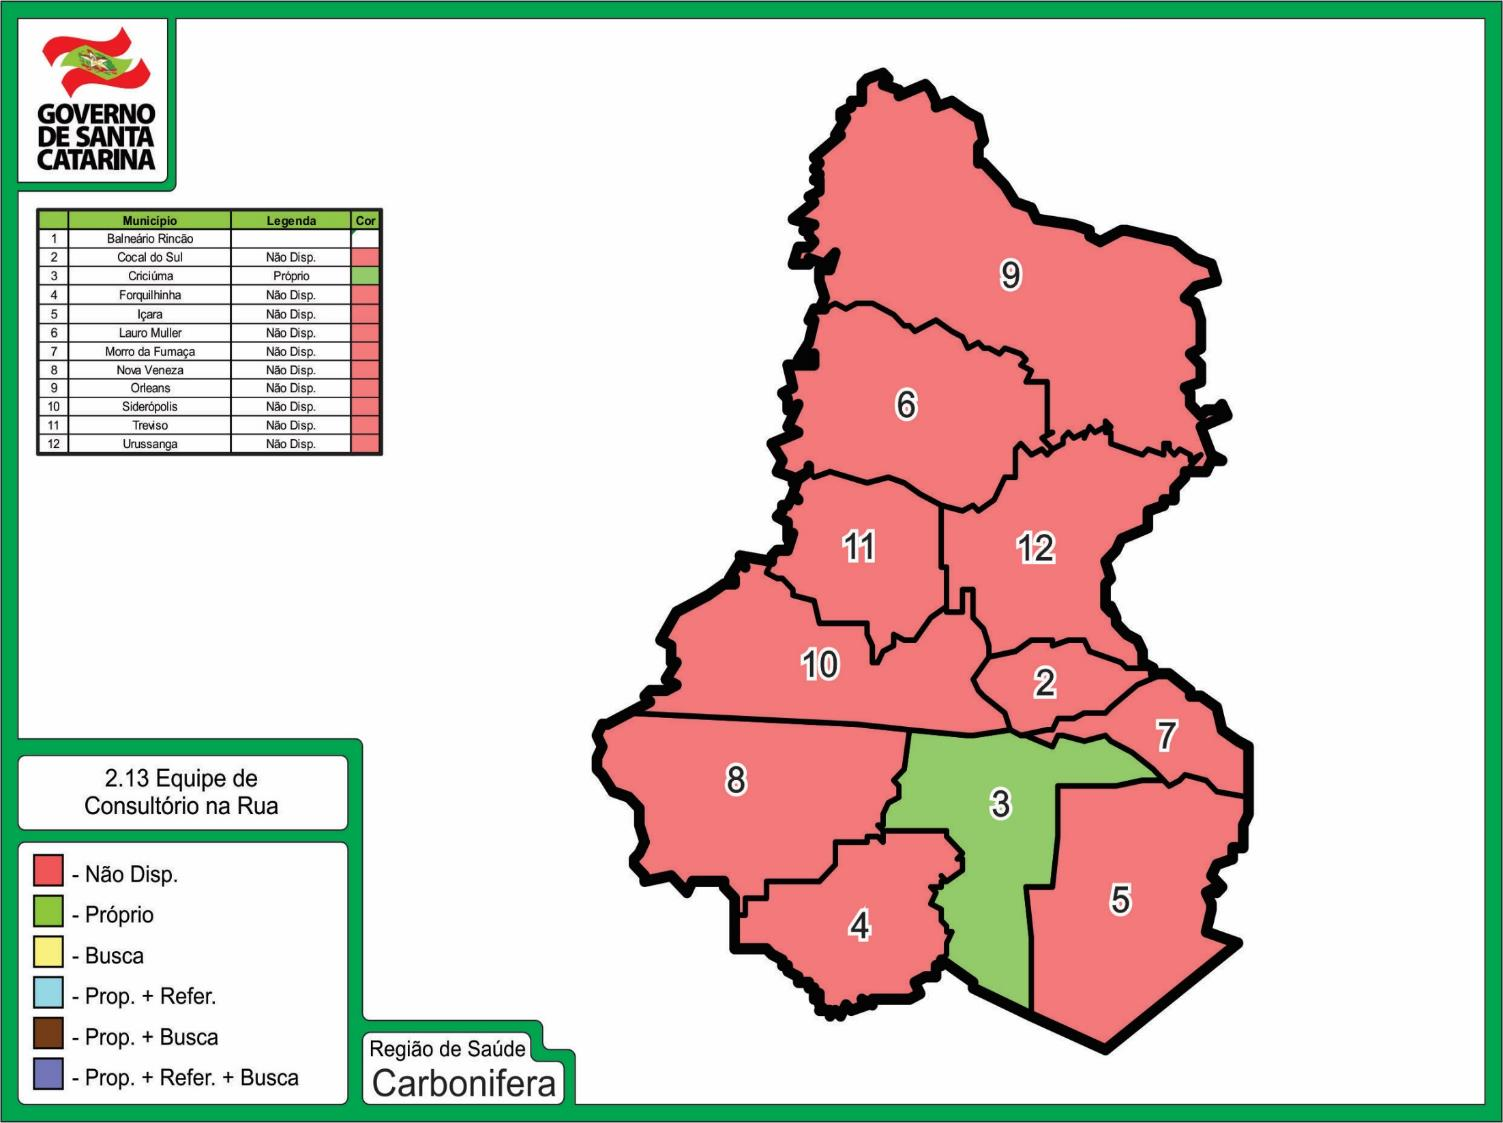 GOVERNO
DE SANTA
CATARINA
Município Legenda Cor
1 Balneário Rincão
2 Cocal do Sul Não Disp.
3 Criciúma Próprio
4 Forquilhinha Não Disp.
5 Içara Não Disp.
6 Lauro Muller Não Disp.
7 Morro da Fumaça Não Disp.
8 Nova Veneza Não Disp.
9 Orleans Não Disp.
10 Siderópolis Não Disp.
11 Treviso Não Disp.
12 Urussanga Não Disp.
9
6
11
12
10
2
7
8
3
5
4
2.13 Equipe de
Consultório na Rua
- Não Disp.
- Próprio
- Busca
- Prop. + Refer.
- Prop. + Busca
- Prop. + Refer. + Busca
Região de Saúde
Carbonifera